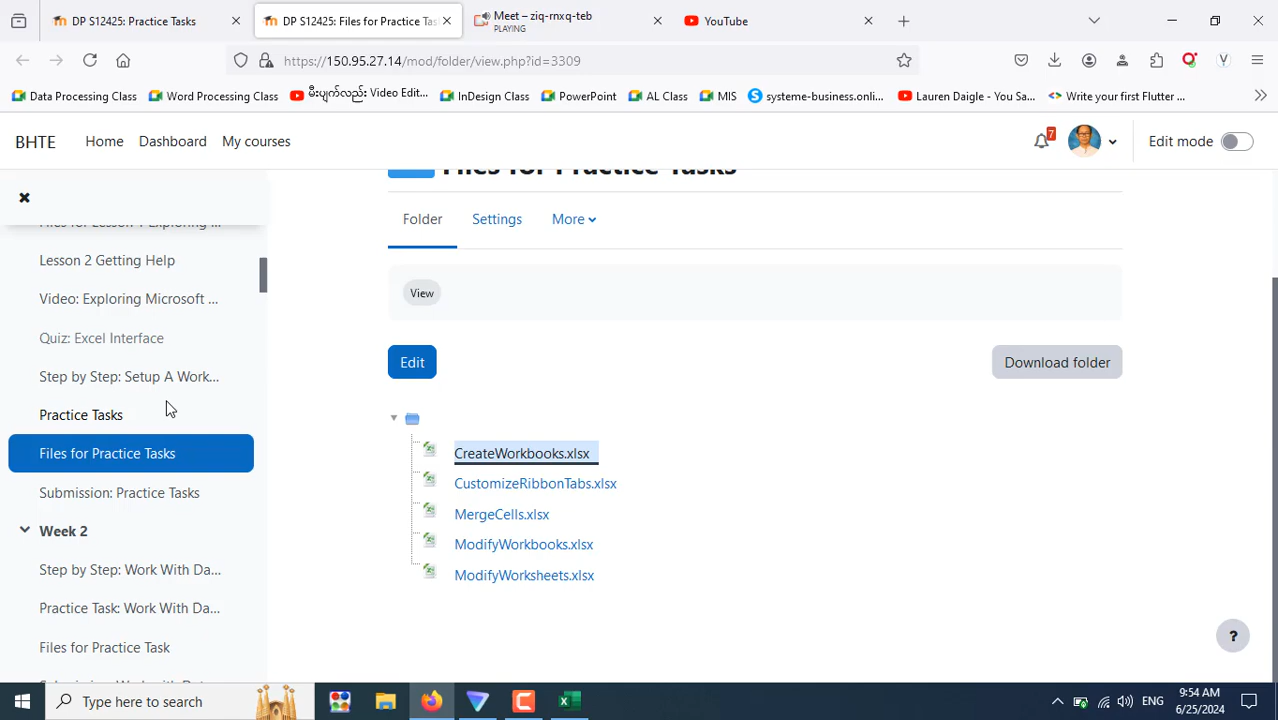 DP S12425: Practice Tasks
DP S12425: Files for Practice Tas
Meet – ziq-rnxq-teb
PLAYING
YouTube
https://150.95.27.14/mod/folder/view.php?id=3309
Data Processing Class
Word Processing Class
မီးပျက်လည်း Video Edit...
InDesign Class
PowerPoint
AL Class
MIS
systeme-business.onli...
Lauren Daigle - You Sa...
Write your first Flutter ...
BHTE
Home
Dashboard
My courses
7
Edit mode
Files for Practice Tasks
Folder
Settings
More
View
Edit
Download folder
CreateWorkbooks.xlsx
CustomizeRibbonTabs.xlsx
MergeCells.xlsx
ModifyWorkbooks.xlsx
ModifyWorksheets.xlsx
Files for Lesson 1 Exploring ...
Lesson 2 Getting Help
Video: Exploring Microsoft ...
Quiz: Excel Interface
Step by Step: Setup A Work...
Practice Tasks
Files for Practice Tasks
Submission: Practice Tasks
Week 2
Step by Step: Work With Da...
Practice Task: Work With Da...
Files for Practice Task
?
Type here to search
ENG
9:54 AM
6/25/2024